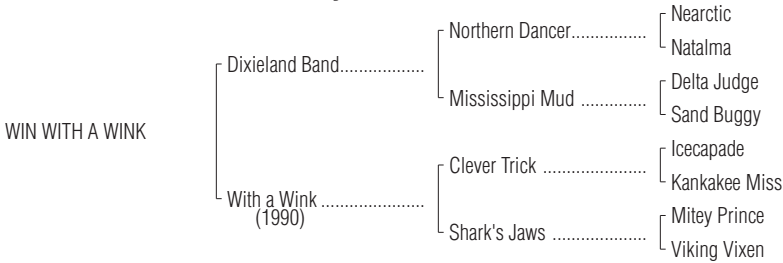 Nearctic
Northern Dancer................
Natalma
Dixieland Band..................
Delta Judge
Mississippi Mud ..............
Sand Buggy
WIN WITH A WINK
Icecapade
Clever Trick ......................
Kankakee Miss
With a Wink ......................
(1990)
Mitey Prince
Shark's Jaws ....................
Viking Vixen